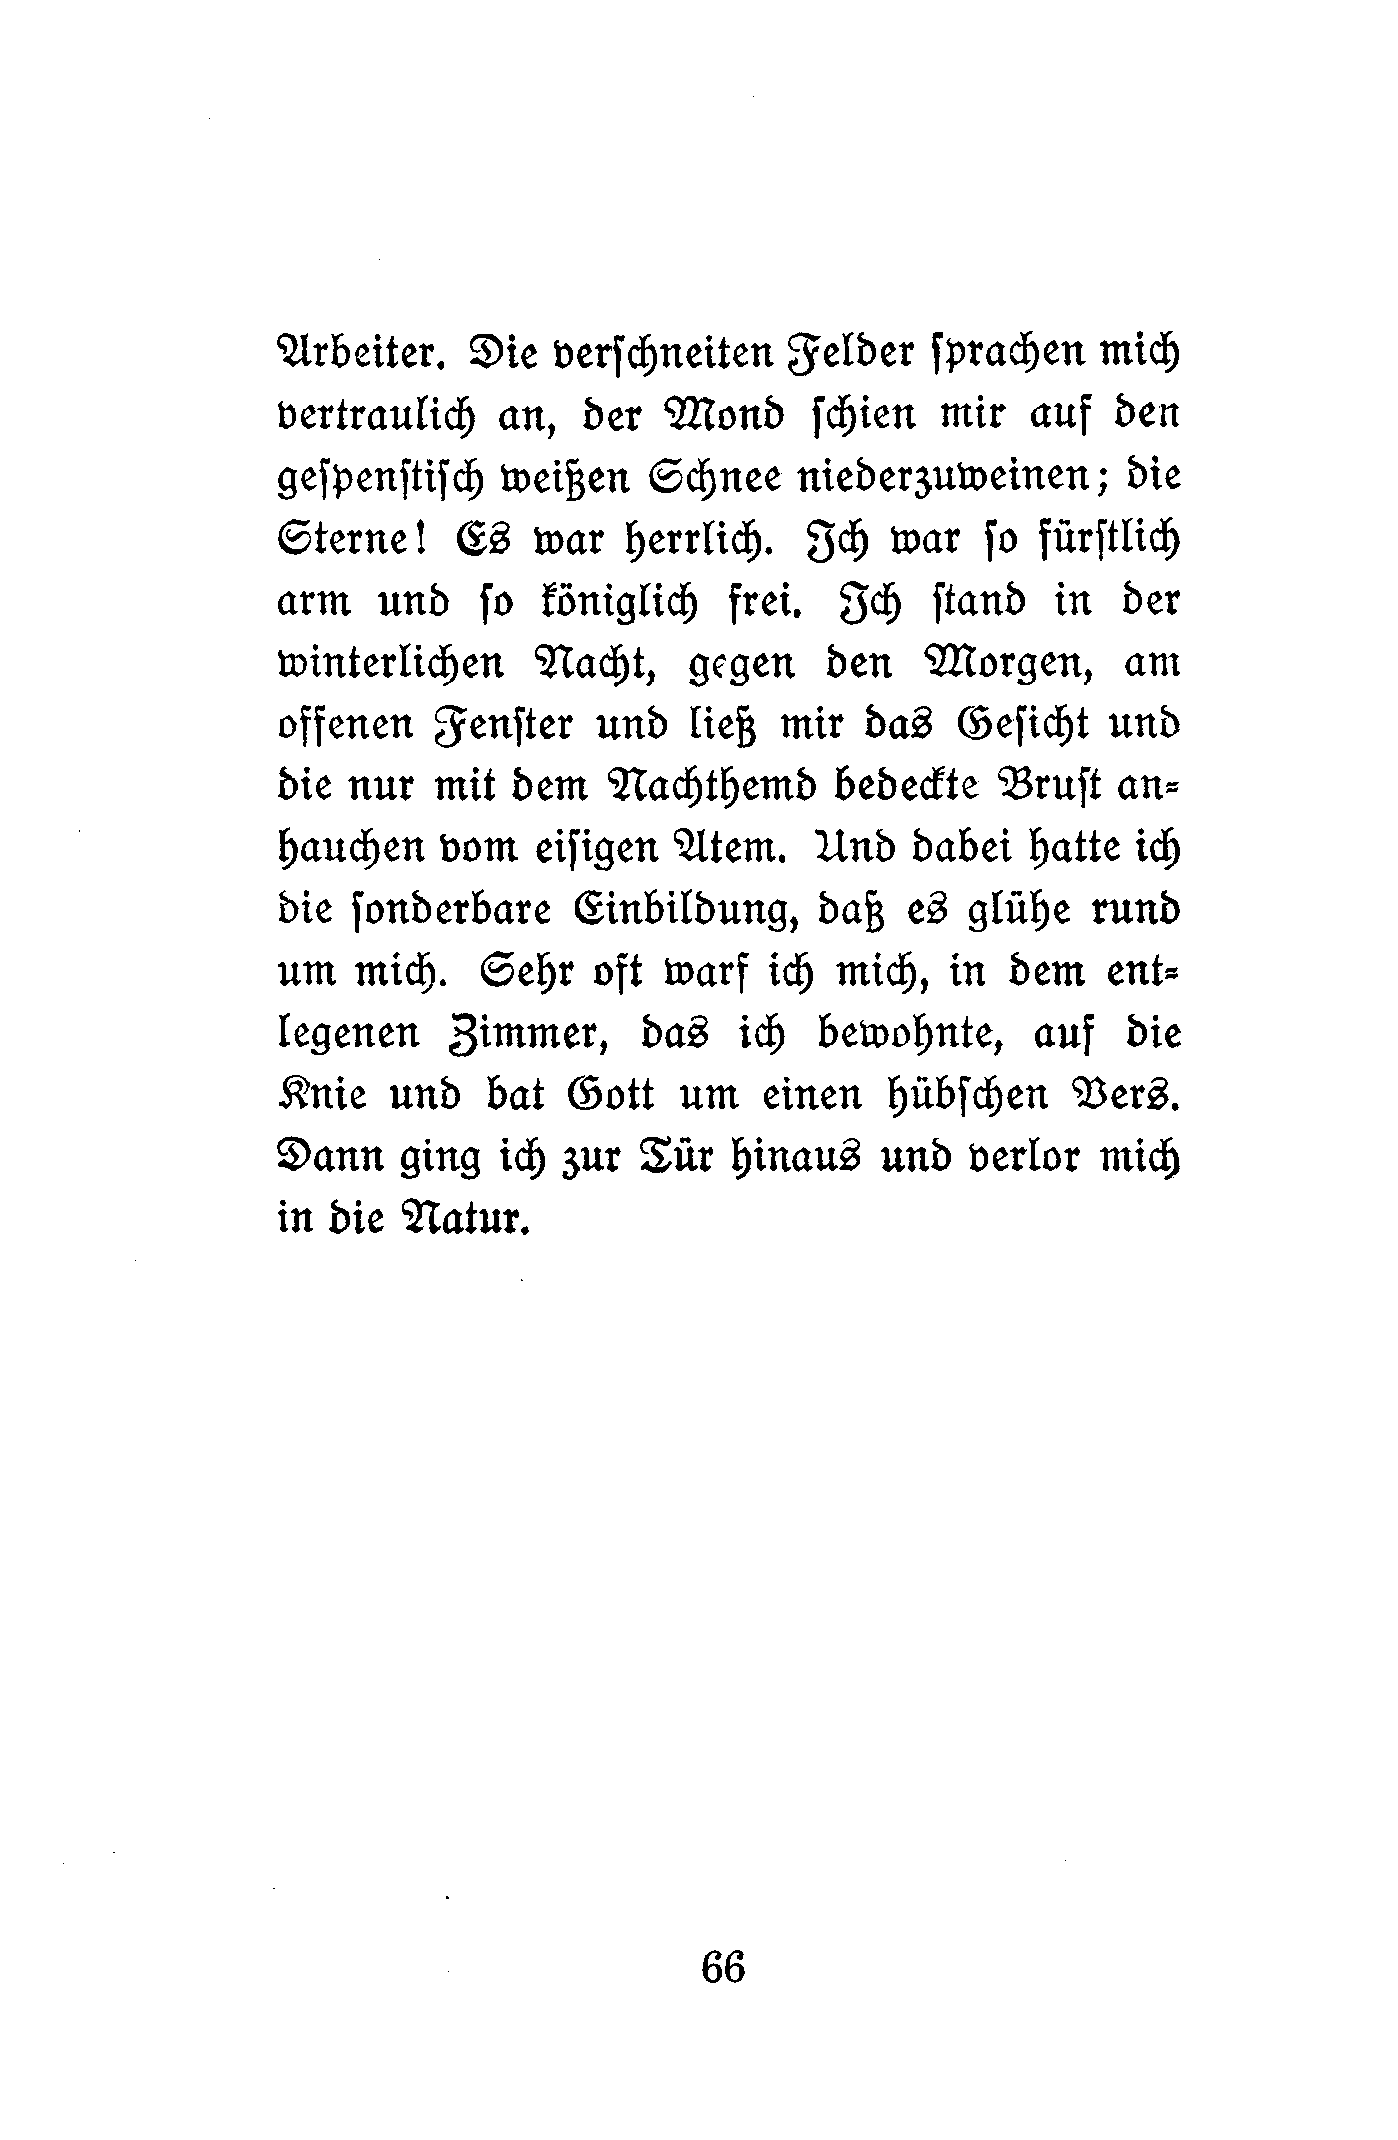 Arbeiter. Die verſchneiten Felder ſprachen mich
vertraulich an, der Mond ſchien mir auf den
geſpenſtiſch weißen Schnee niederzuweinen; die
Sterne! Es war herrlich. Ich war ſo fürſtlich
arm und ſo königlich frei. Ich ſtand in der
winterlichen Nacht, gegen den Morgen, am
offenen Fenſter und ließ mir das Geſicht und
die nur mit dem Nachthemd bedeckte Bruſt an-
hauchen vom eiſigen Atem. Und dabei hatte ich
die ſonderbare Einbildung, daß es glühe rund
um mich. Sehr oft warf ich mich, in dem ent-
legenen Zimmer, das ich bewohnte, auf die
Knie und bat Gott um einen hübſchen Vers.
Dann ging ich zur Tür hinaus und verlor mich
in die Natur.
66